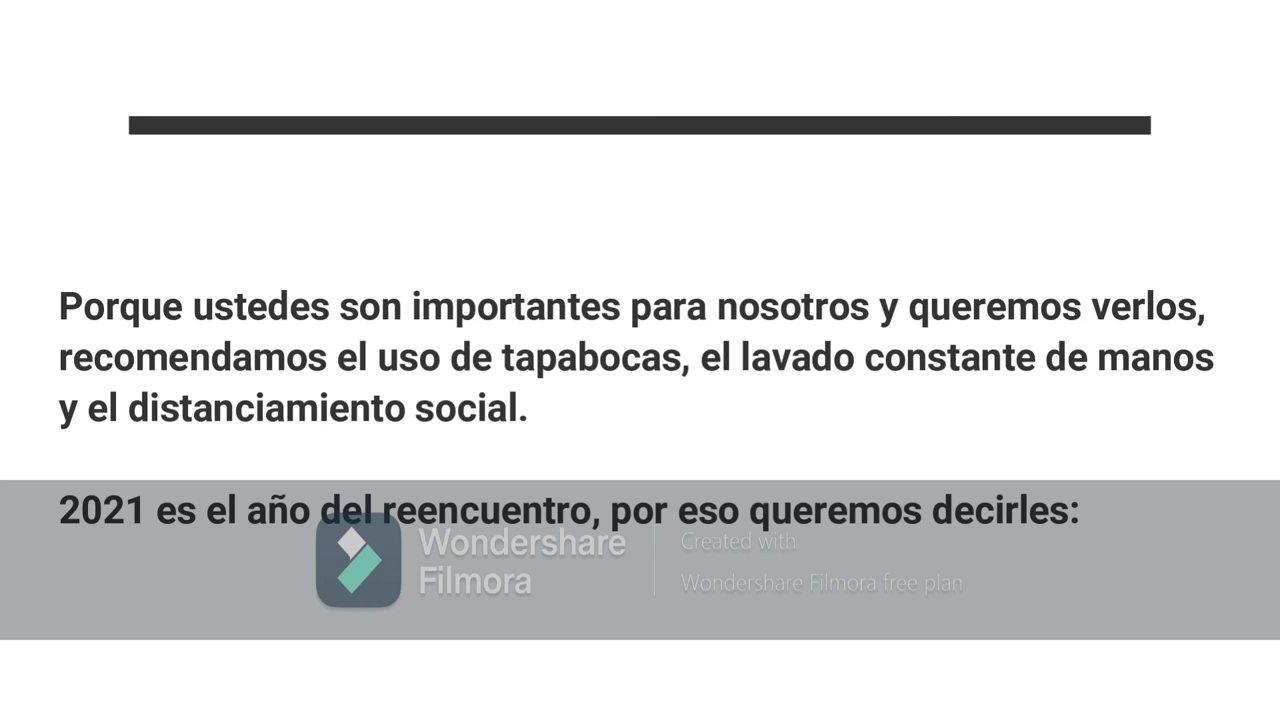 Porque ustedes son importantes para nosotros y queremos verlos,
recomendamos el uso de tapabocas, el lavado constante de manos
y el distanciamiento social.
2021 es el año del reencuentro, por eso queremos decirles:
Wondershare
Filmora
Created with
Wondershare Filmora free plan